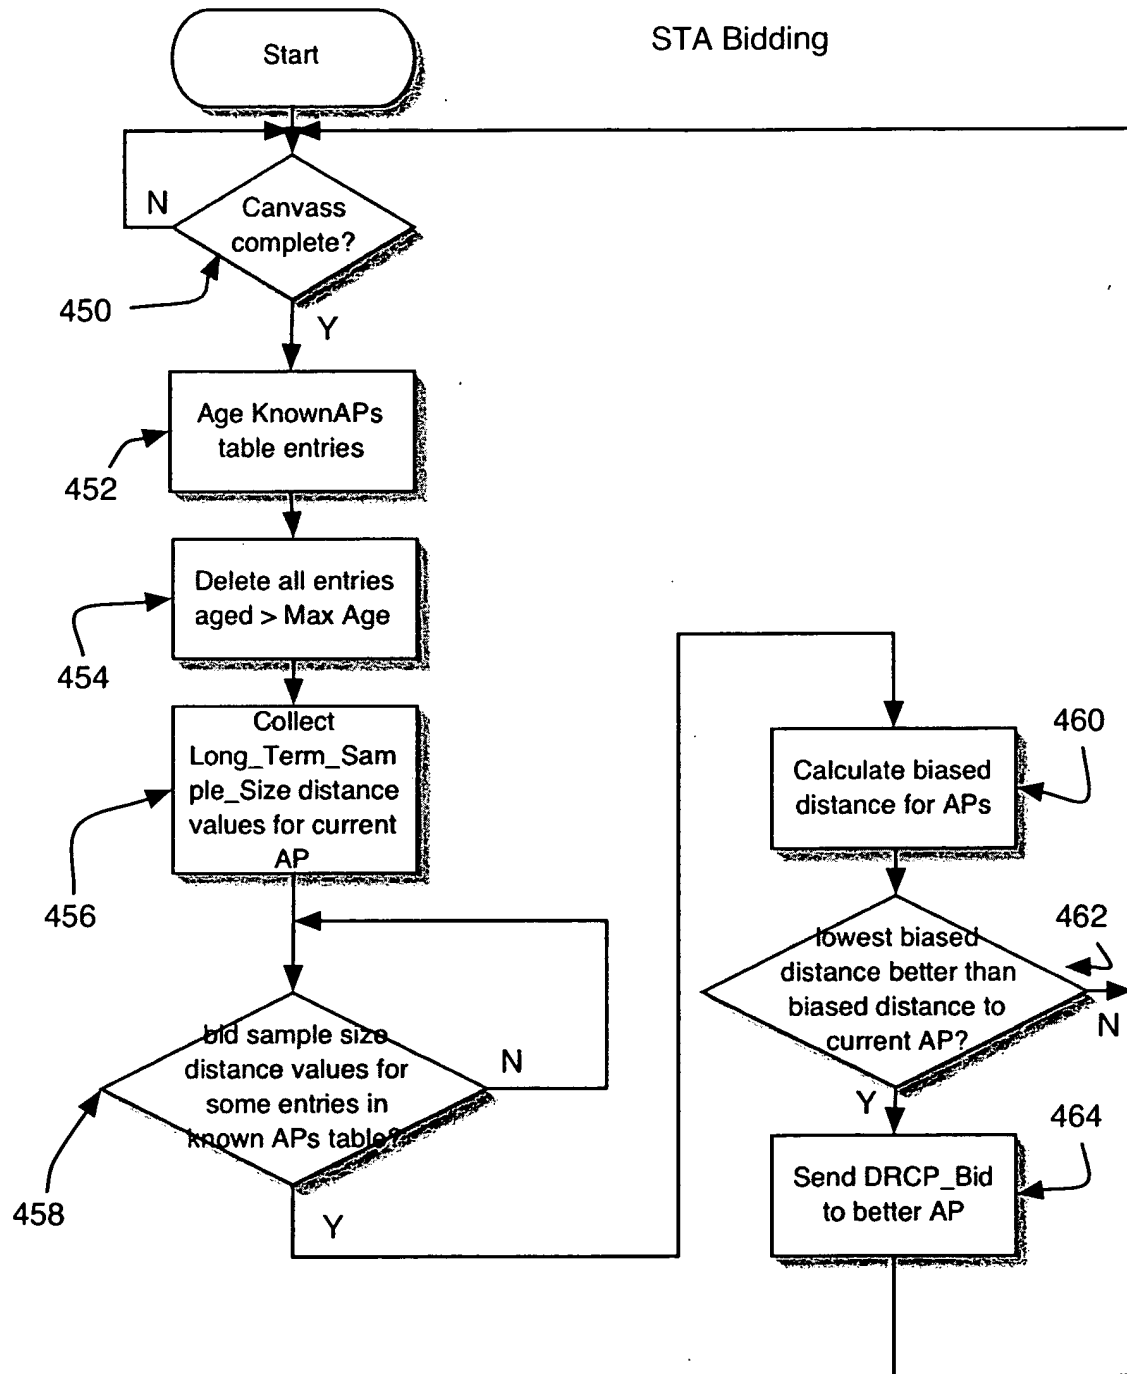 STA Bidding
Start
N
Canvass
complete?
450
Y
Age KnownAPs
table entries
452
Delete all entries
aged > Max Age
454
Collect
Long_Term_Sam
ple_Size distance
values for current
AP
456
bid sample size
distance values for
some entries in
known APs table?
N
458
Y
460
Calculate biased
distance for APs
462
lowest biased
distance better than
biased distance to
current AP?
N
Y
464
Send DRCP_Bid
to better AP